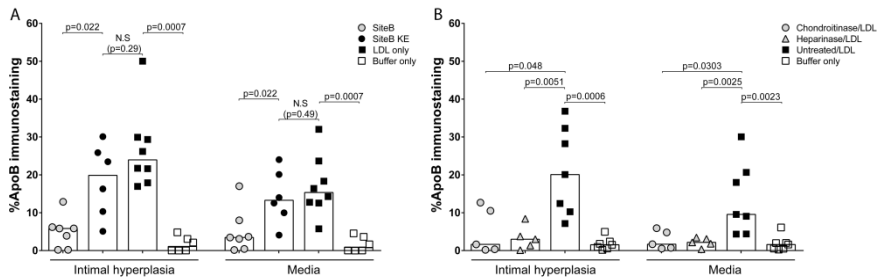 A
%ApoB immunostaining
60
50
40
30
20
10
0
p=0.022
N.S
(p=0.29)
p=0.0007
p=0.022
N.S
(p=0.49)
p=0.0007
SiteB
SiteB KE
LDL only
Buffer only
Intimal hyperplasia
Media
B
%ApoB immunostaining
60
50
40
30
20
10
0
p=0.048
p=0.0051
p=0.0006
p=0.0303
p=0.0025
p=0.0023
Chondroitinase/LDL
Heparinase/LDL
Untreated/LDL
Buffer only
Intimal hyperplasia
Media